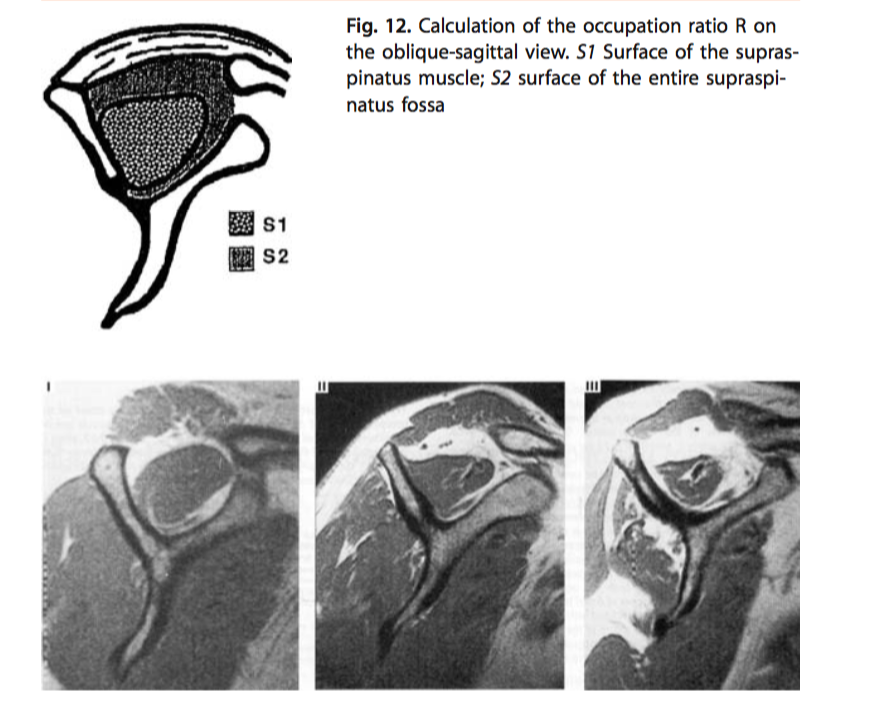 Fig. 12. Calculation of the occupation ratio R on
the oblique-sagittal view. S1 Surface of the supras-
pinatus muscle; S2 surface of the entire supraspi-
natus fossa
S1
S2
I
II
III